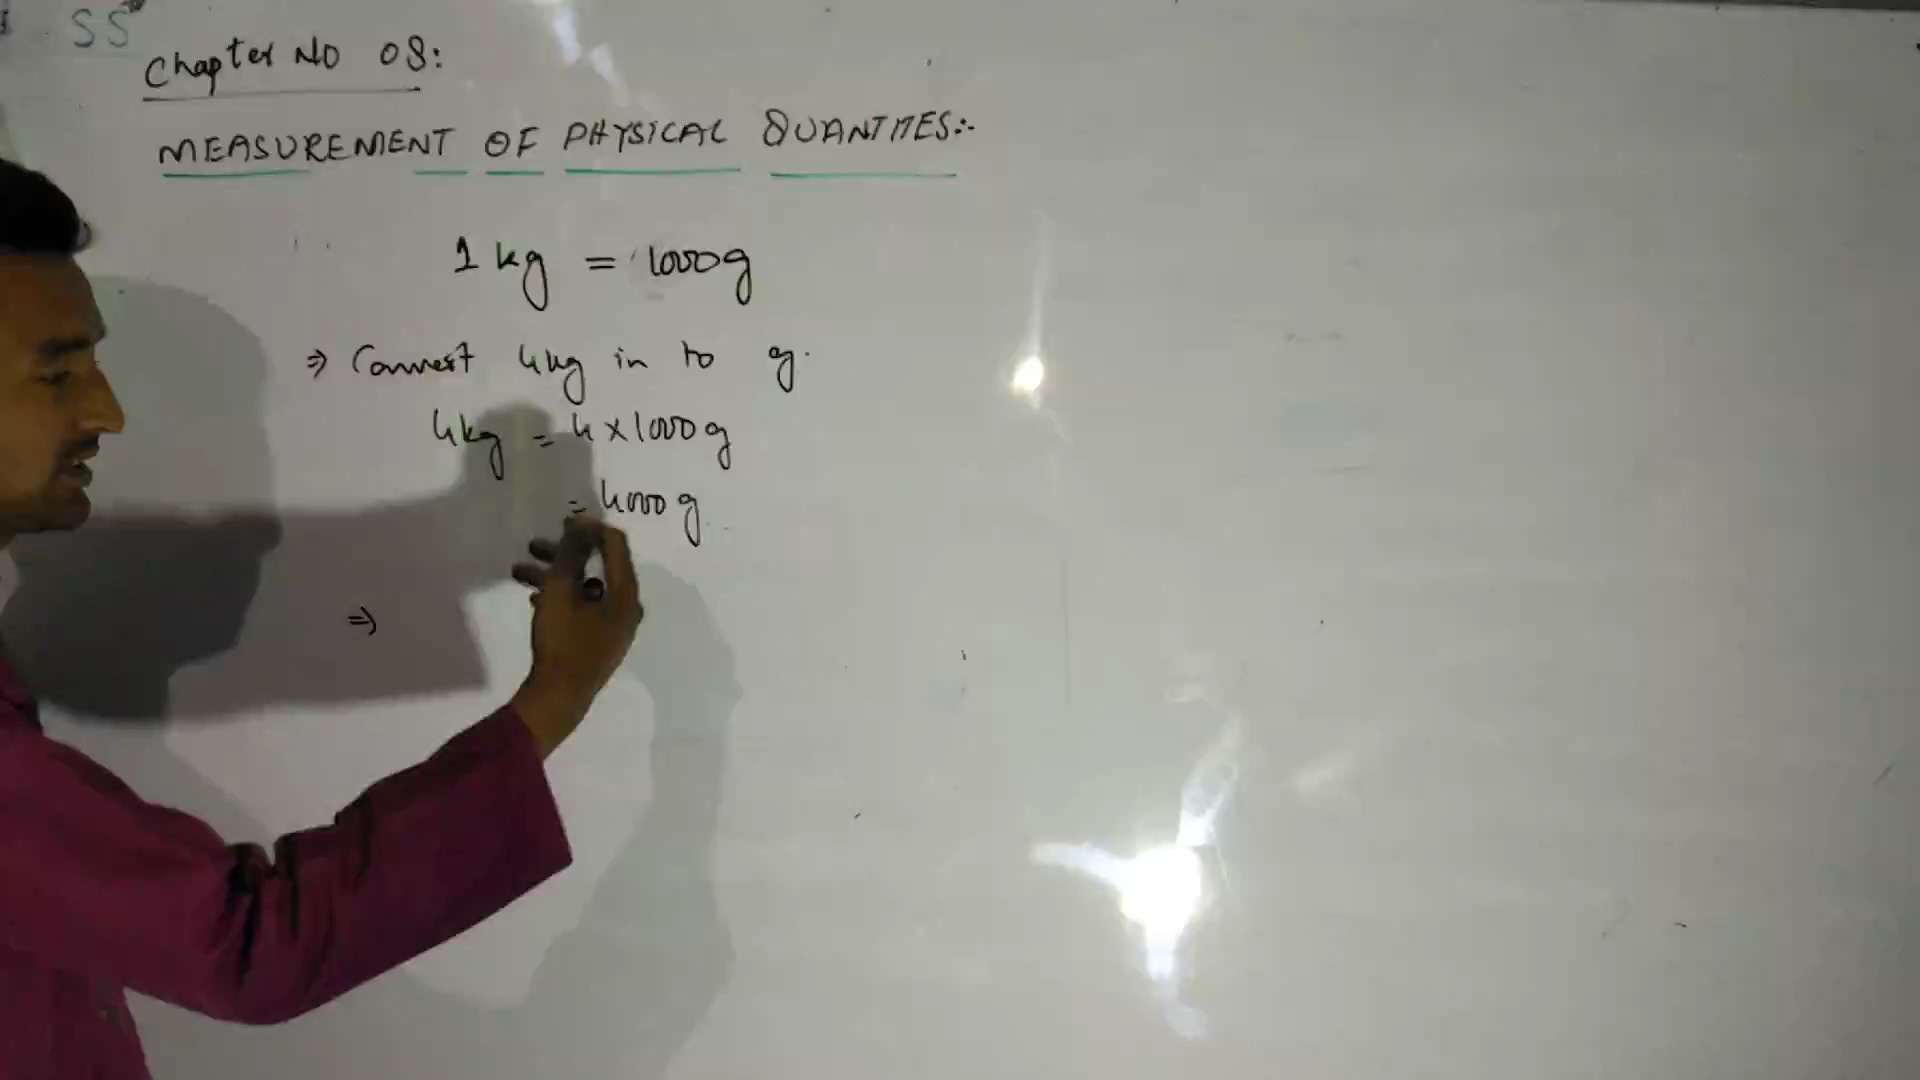 SS
Chapter NO 08:
MEASUREMENT OF PHYSICAL QUANTITIES:-
1 kg = 1000g
⇒ Convert 4kg in to g.
4kg = 4 x 1000 g
= 4000 g
⇒